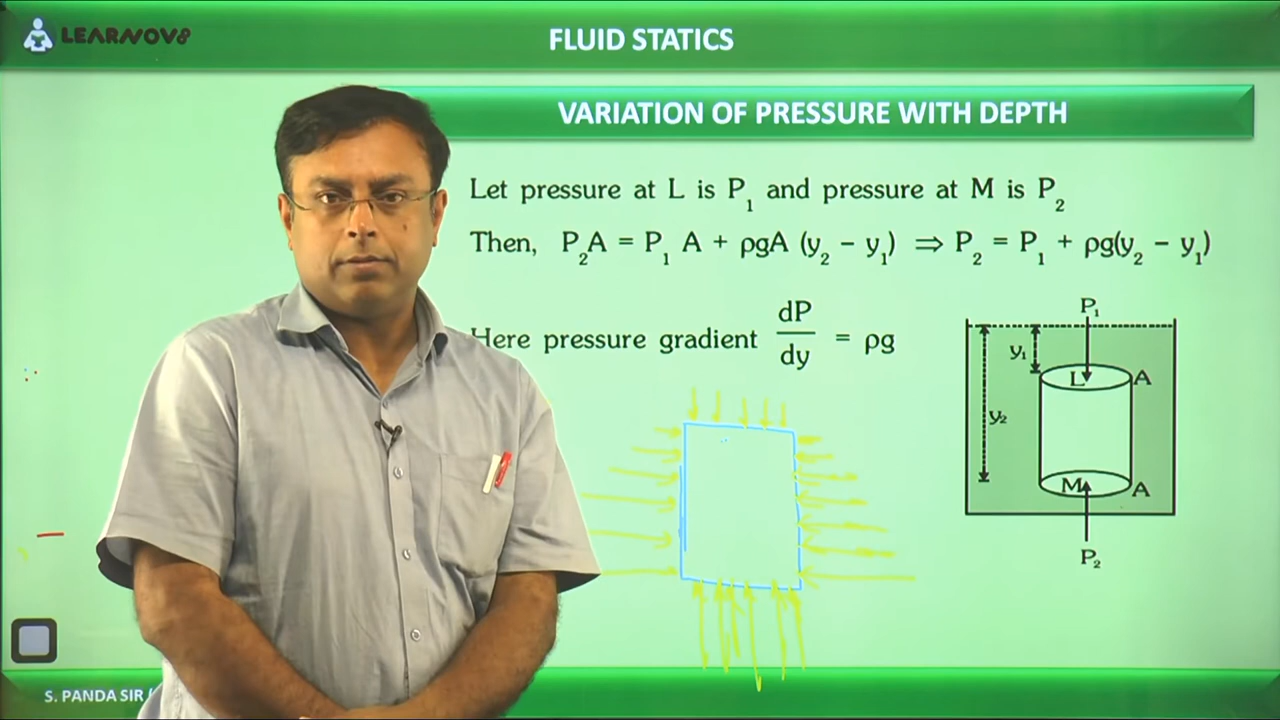 LEARNOV8
FLUID STATICS
VARIATION OF PRESSURE WITH DEPTH
Let pressure at L is P₁ and pressure at M is P₂
Then, P₂A = P₁ A + ρgA (y₂ − y₁) ⇒ P₂ = P₁ + ρg(y₂ − y₁)
Here pressure gradient dP/dy = ρg
P₁
y₁
L
A
y₂
M
A
P₂
S. PANDA SIR